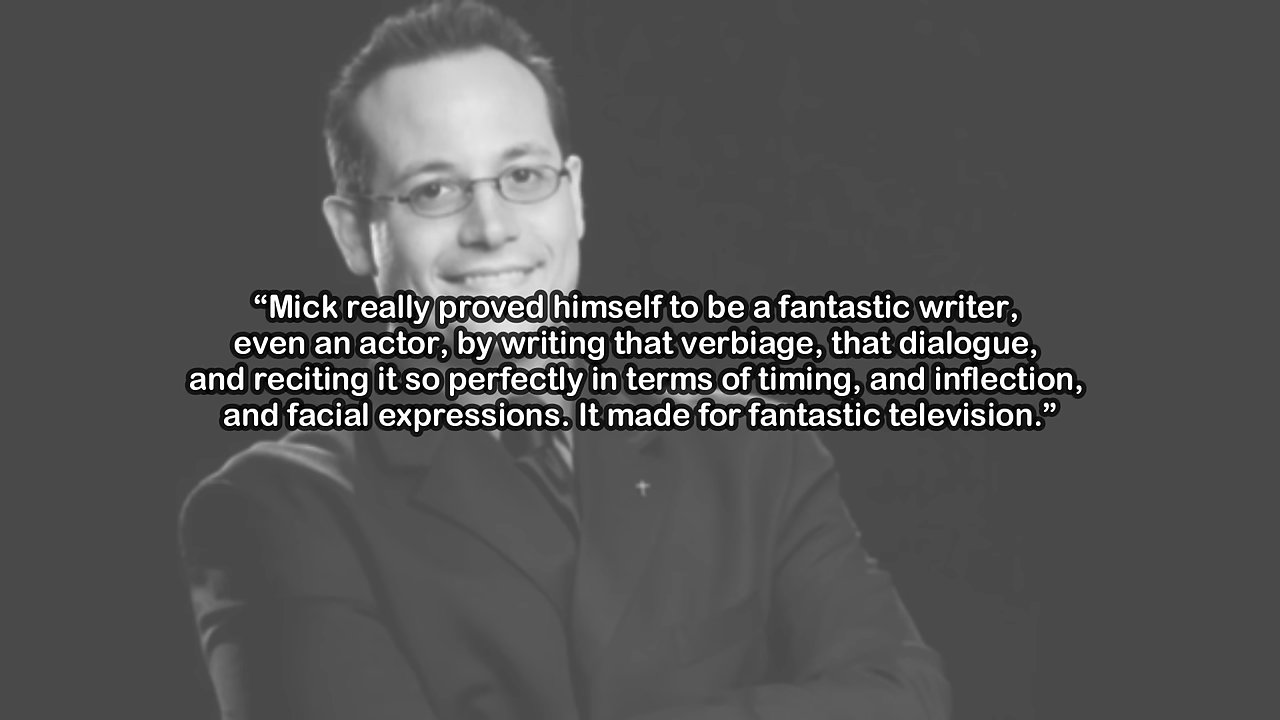 “Mick really proved himself to be a fantastic writer,
even an actor, by writing that verbiage, that dialogue,
and reciting it so perfectly in terms of timing, and inflection,
and facial expressions. It made for fantastic television.”